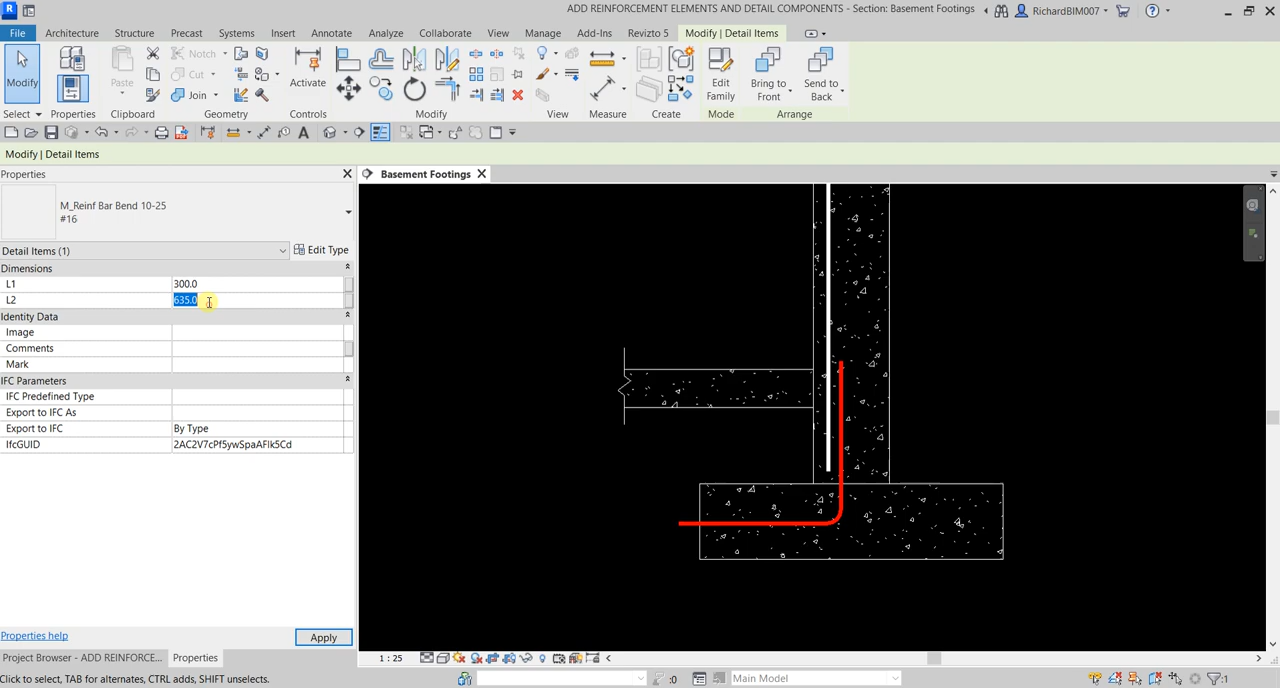 ADD REINFORCEMENT ELEMENTS AND DETAIL COMPONENTS - Section: Basement Footings
RichardBIM007
File Architecture Structure Precast Systems Insert Annotate Analyze Collaborate View Manage Add-Ins Revizto 5 Modify | Detail Items
Modify Paste Notch Cut Join Activate Edit Family Bring to Front Send to Back
Select Properties Clipboard Geometry Controls Modify View Measure Create Mode Arrange
Modify | Detail Items
Properties
Basement Footings
M_Reinf Bar Bend 10-25
#16
Detail Items (1) Edit Type
Dimensions
L1 300.0
L2 635.0
Identity Data
Image
Comments
Mark
IFC Parameters
IFC Predefined Type
Export to IFC As
Export to IFC By Type
IfcGUID 2AC2V7cPf5ywSpaAFlk5Cd
Properties help Apply
Project Browser - ADD REINFORCE... Properties
1 : 25
Click to select, TAB for alternates, CTRL adds, SHIFT unselects.
:0 Main Model :1